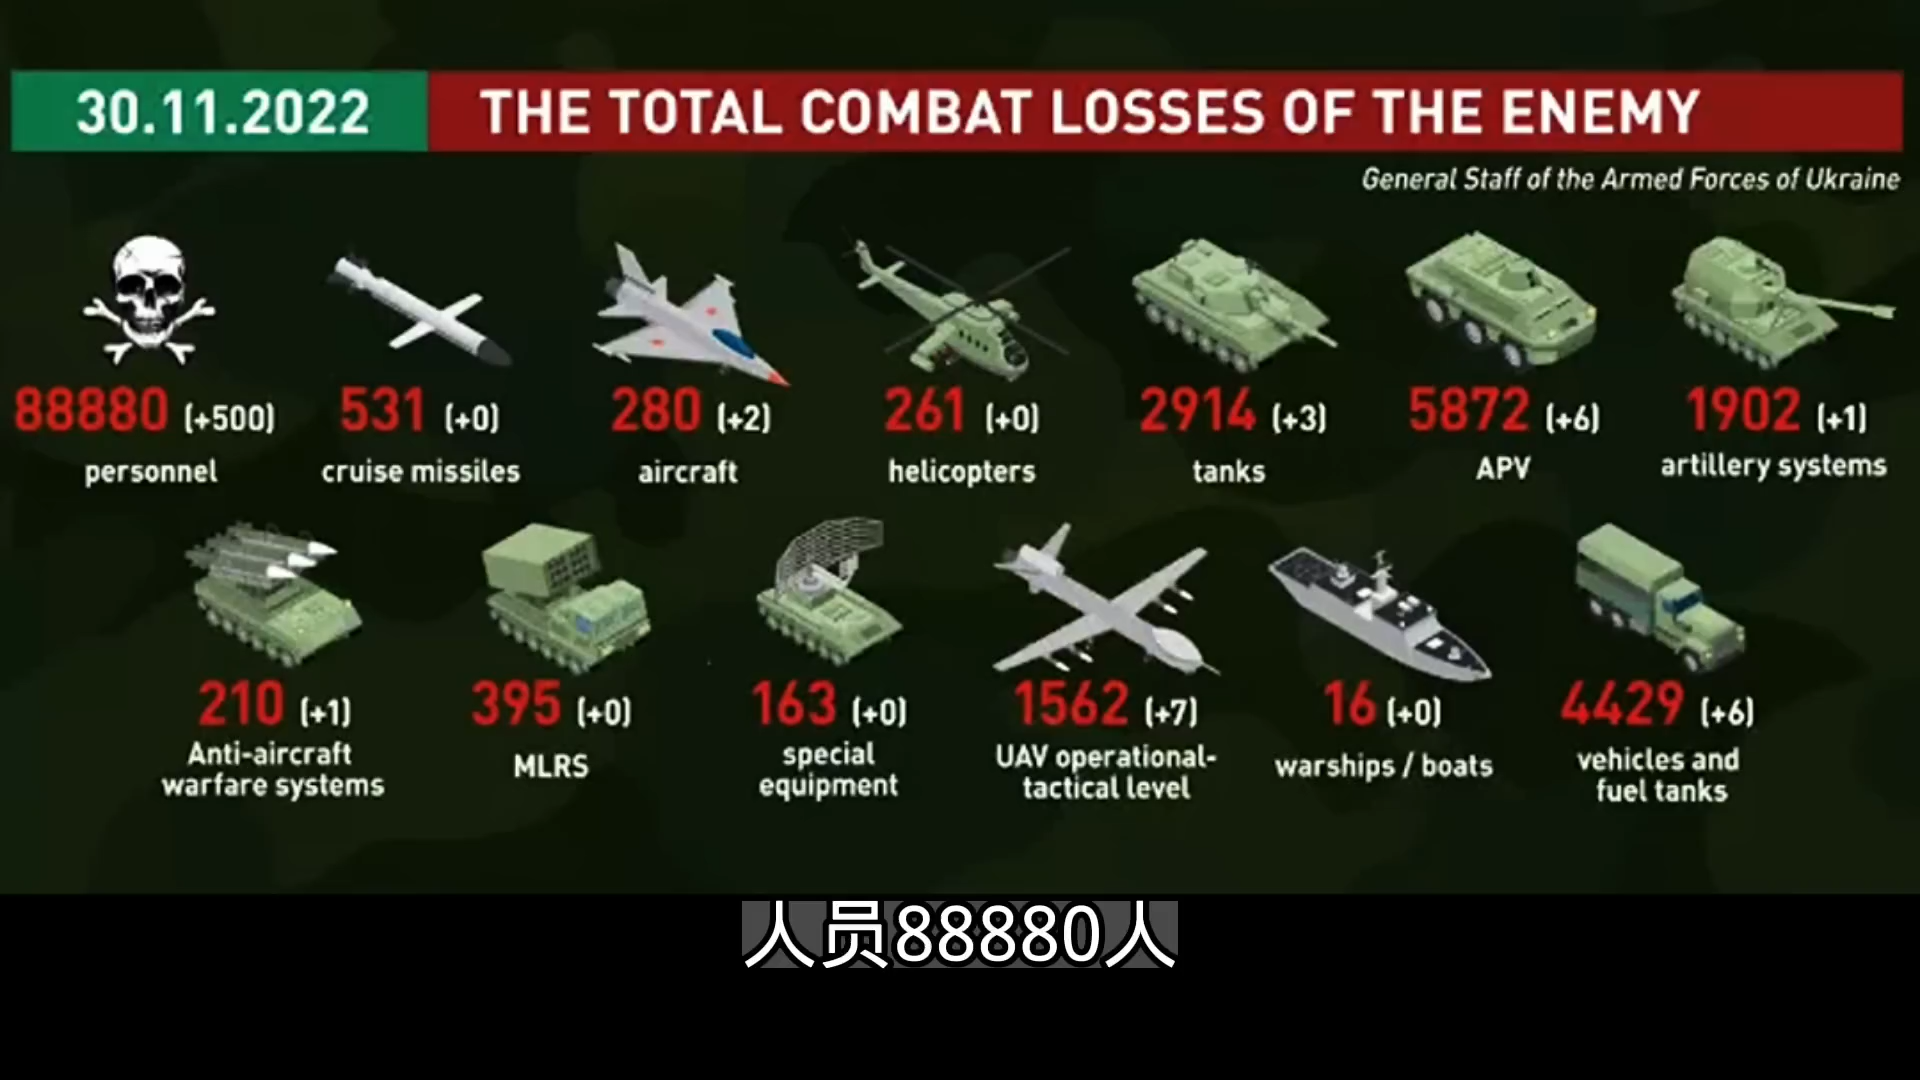 30.11.2022 THE TOTAL COMBAT LOSSES OF THE ENEMY
General Staff of the Armed Forces of Ukraine
88880 (+500) 531 (+0) 280 (+2) 261 (+0) 2914 (+3) 5872 (+6) 1902 (+1)
personnel cruise missiles aircraft helicopters tanks APV artillery systems
210 (+1) 395 (+0) 163 (+0) 1562 (+7) 16 (+0) 4429 (+6)
Anti-aircraft MLRS special UAV operational- warships / boats vehicles and
warfare systems equipment tactical level fuel tanks
人员88880人